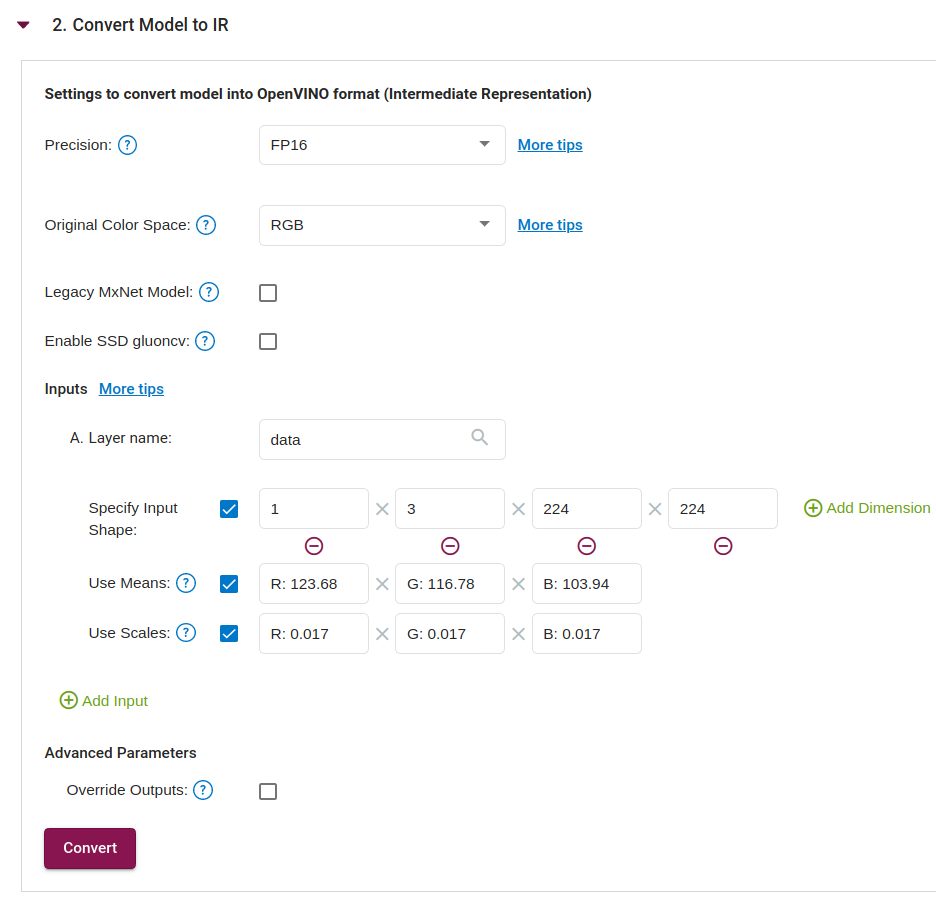 2. Convert Model to IR
Settings to convert model into OpenVINO format (Intermediate Representation)
Precision: ? FP16 More tips
Original Color Space: ? RGB More tips
Legacy MxNet Model: ?
Enable SSD gluoncv: ?
Inputs More tips
A. Layer name: data
Specify Input Shape: 1 × 3 × 224 × 224 Add Dimension
Use Means: ? R: 123.68 × G: 116.78 × B: 103.94
Use Scales: ? R: 0.017 × G: 0.017 × B: 0.017
Add Input
Advanced Parameters
Override Outputs: ?
Convert